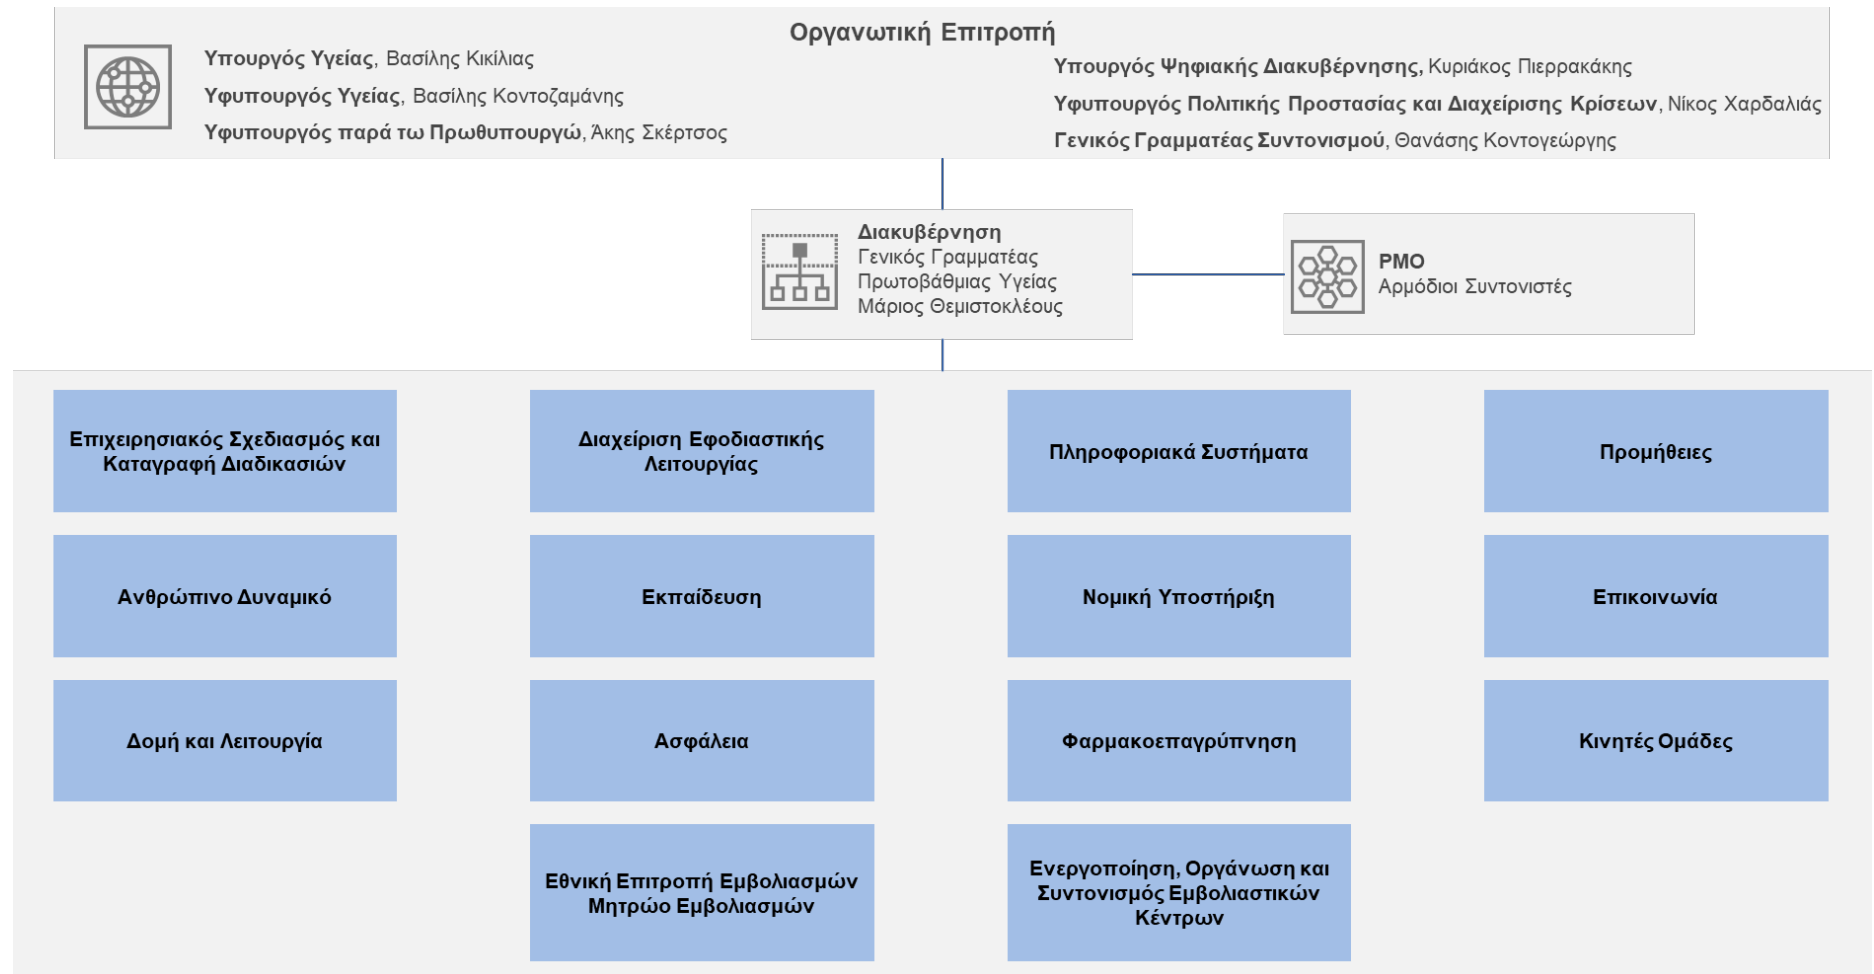 Οργανωτική Επιτροπή
Υπουργός Υγείας, Βασίλης Κικίλιας
Υφυπουργός Υγείας, Βασίλης Κοντοζαμάνης
Υφυπουργός παρά τω Πρωθυπουργώ, Άκης Σκέρτσος
Υπουργός Ψηφιακής Διακυβέρνησης, Κυριάκος Πιερρακάκης
Υφυπουργός Πολιτικής Προστασίας και Διαχείρισης Κρίσεων, Νίκος Χαρδαλιάς
Γενικός Γραμματέας Συντονισμού, Θανάσης Κοντογεώργης
Διακυβέρνηση
Γενικός Γραμματέας
Πρωτοβάθμιας Υγείας
Μάριος Θεμιστοκλέους
PMO
Αρμόδιοι Συντονιστές
Επιχειρησιακός Σχεδιασμός και
Καταγραφή Διαδικασιών
Διαχείριση Εφοδιαστικής
Λειτουργίας
Πληροφοριακά Συστήματα
Προμήθειες
Ανθρώπινο Δυναμικό
Εκπαίδευση
Νομική Υποστήριξη
Επικοινωνία
Δομή και Λειτουργία
Ασφάλεια
Φαρμακοεπαγρύπνηση
Κινητές Ομάδες
Εθνική Επιτροπή Εμβολιασμών
Μητρώο Εμβολιασμών
Ενεργοποίηση, Οργάνωση και
Συντονισμός Εμβολιαστικών
Κέντρων